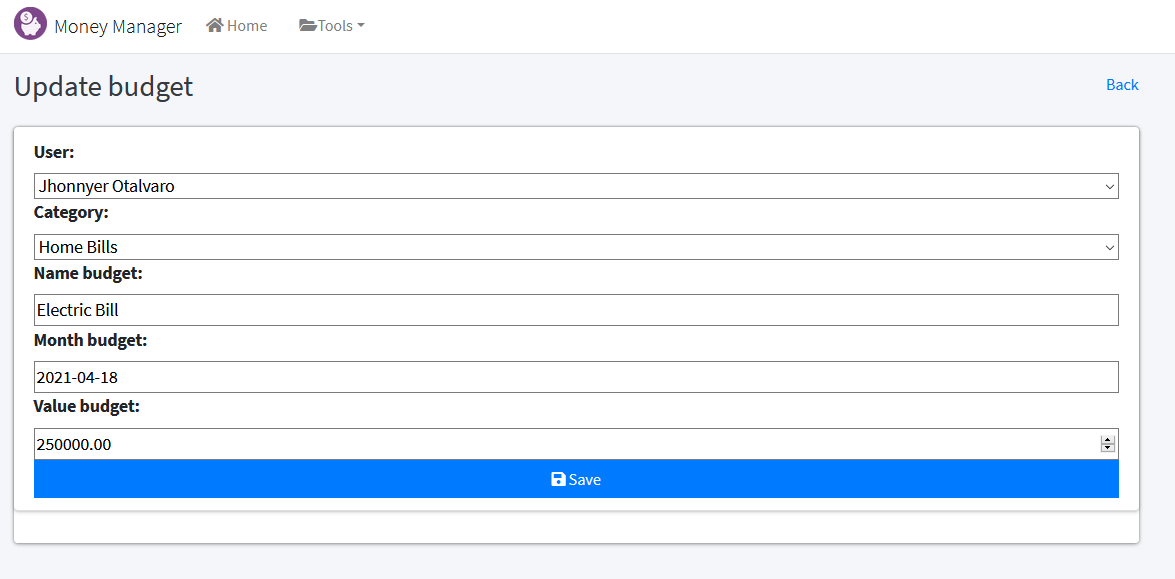 Money Manager Home Tools
Update budget Back
User:
Jhonnyer Otalvaro
Category:
Home Bills
Name budget:
Electric Bill
Month budget:
2021-04-18
Value budget:
250000.00
Save